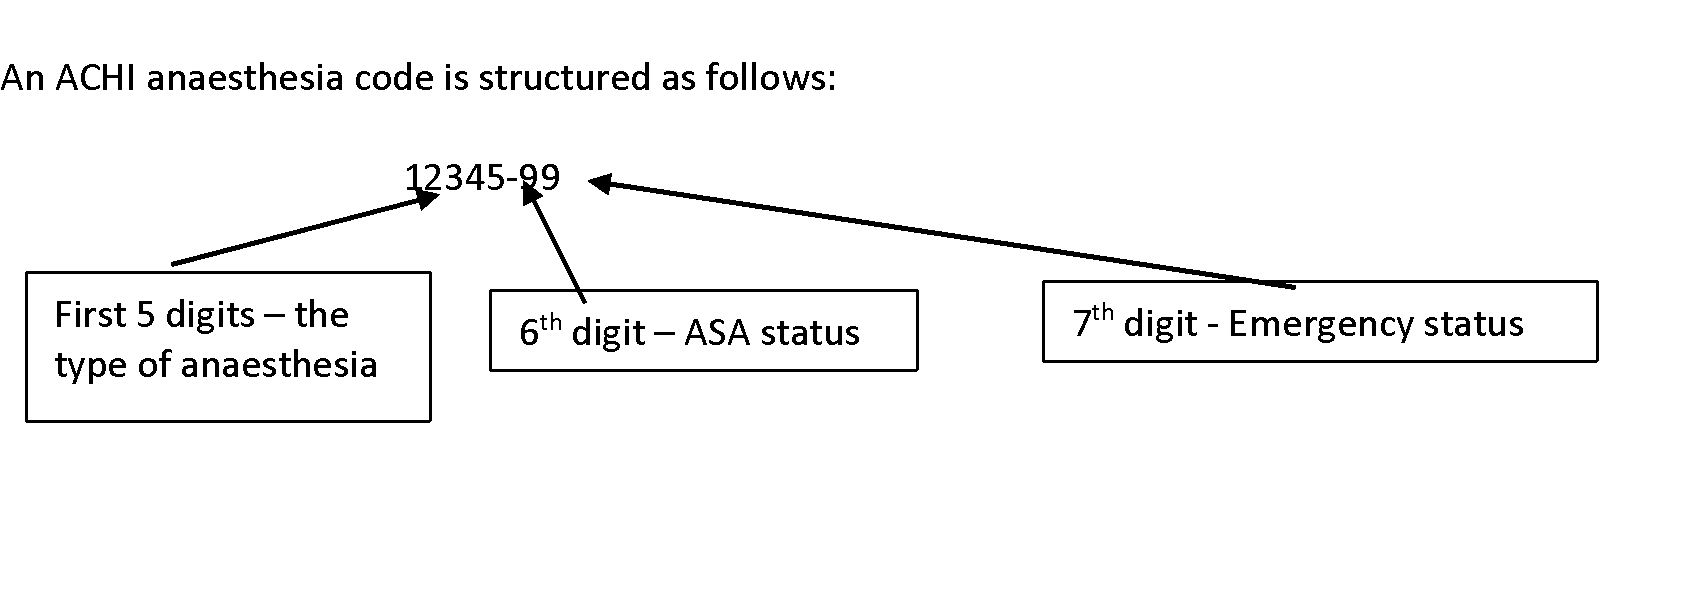 An ACHI anaesthesia code is structured as follows:
12345-99
First 5 digits – the
type of anaesthesia
6th digit – ASA status
7th digit - Emergency status